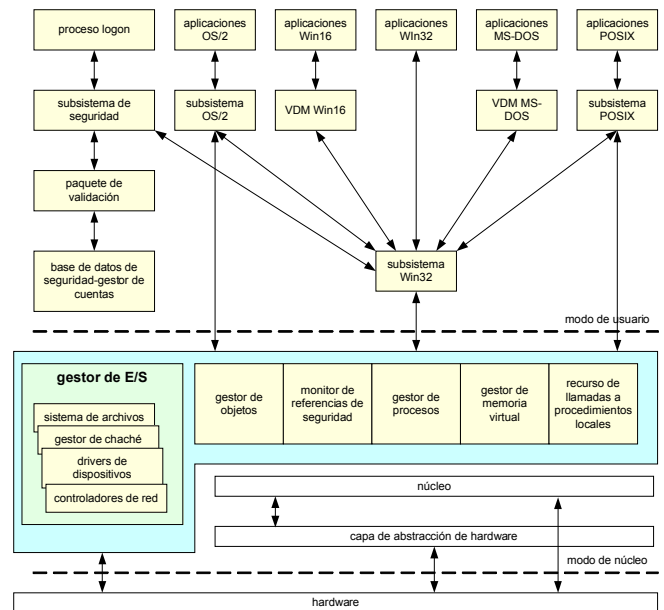 proceso logon
aplicaciones
OS/2
aplicaciones
Win16
aplicaciones
WIn32
aplicaciones
MS-DOS
aplicaciones
POSIX
subsistema de
seguridad
subsistema
OS/2
VDM Win16
VDM MS-
DOS
subsistema
POSIX
paquete de
validación
base de datos de
seguridad-gestor de
cuentas
subsistema
Win32
modo de usuario
gestor de E/S
sistema de archivos
gestor de chaché
drivers de
dispositivos
controladores de red
gestor de
objetos
monitor de
referencias de
seguridad
gestor de
procesos
gestor de
memoria
virtual
recurso de
llamadas a
procedimientos
locales
núcleo
capa de abstracción de hardware
modo de núcleo
hardware